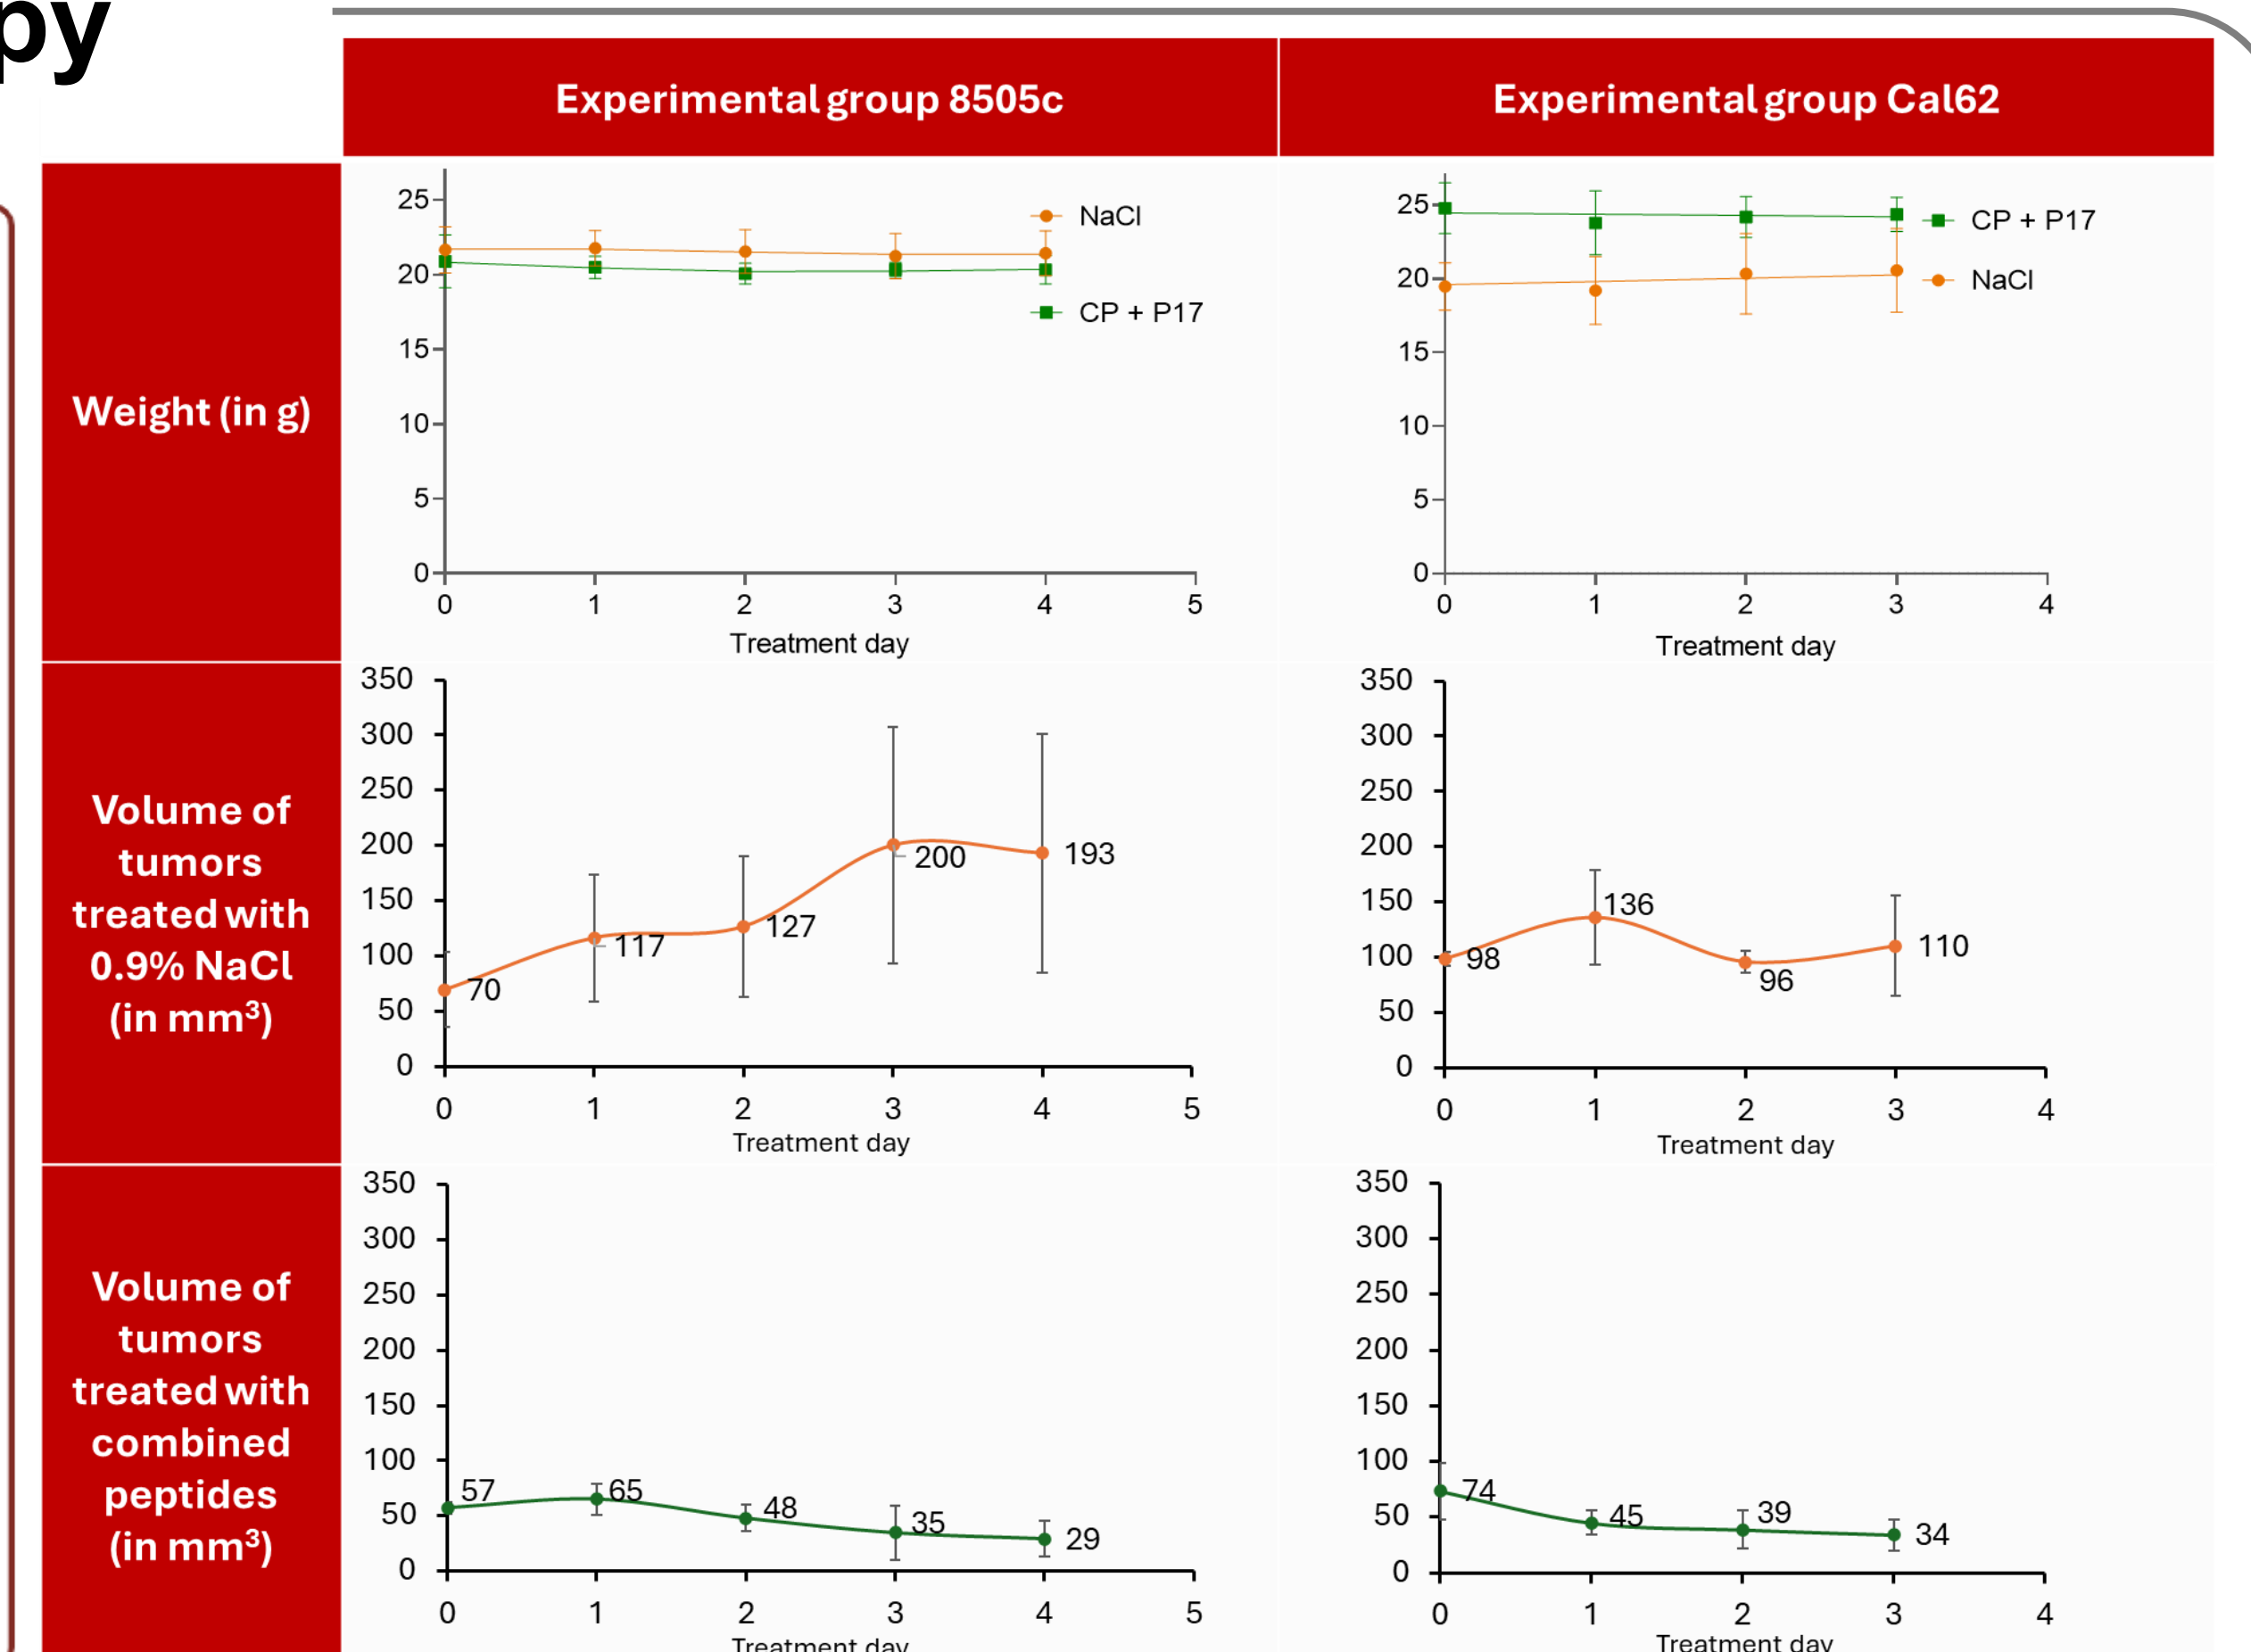 py
Experimental group 8505c
Experimental group Cal62
Weight (in g)
25
20
15
10
5
0
0 1 2 3 4 5
Treatment day
NaCl
CP + P17
25
20
15
10
5
0
0 1 2 3 4
Treatment day
CP + P17
NaCl
Volume of
tumors
treated with
0.9% NaCl
(in mm³)
350
300
250
200
150
100
50
0
70
117
127
200
193
0 1 2 3 4 5
Treatment day
350
300
250
200
150
100
50
0
98
136
96
110
0 1 2 3 4
Treatment day
Volume of
tumors
treated with
combined
peptides
(in mm³)
350
300
250
200
150
100
50
0
57
65
48
35
29
0 1 2 3 4 5
Treatment day
350
300
250
200
150
100
50
0
74
45
39
34
0 1 2 3 4
Treatment day